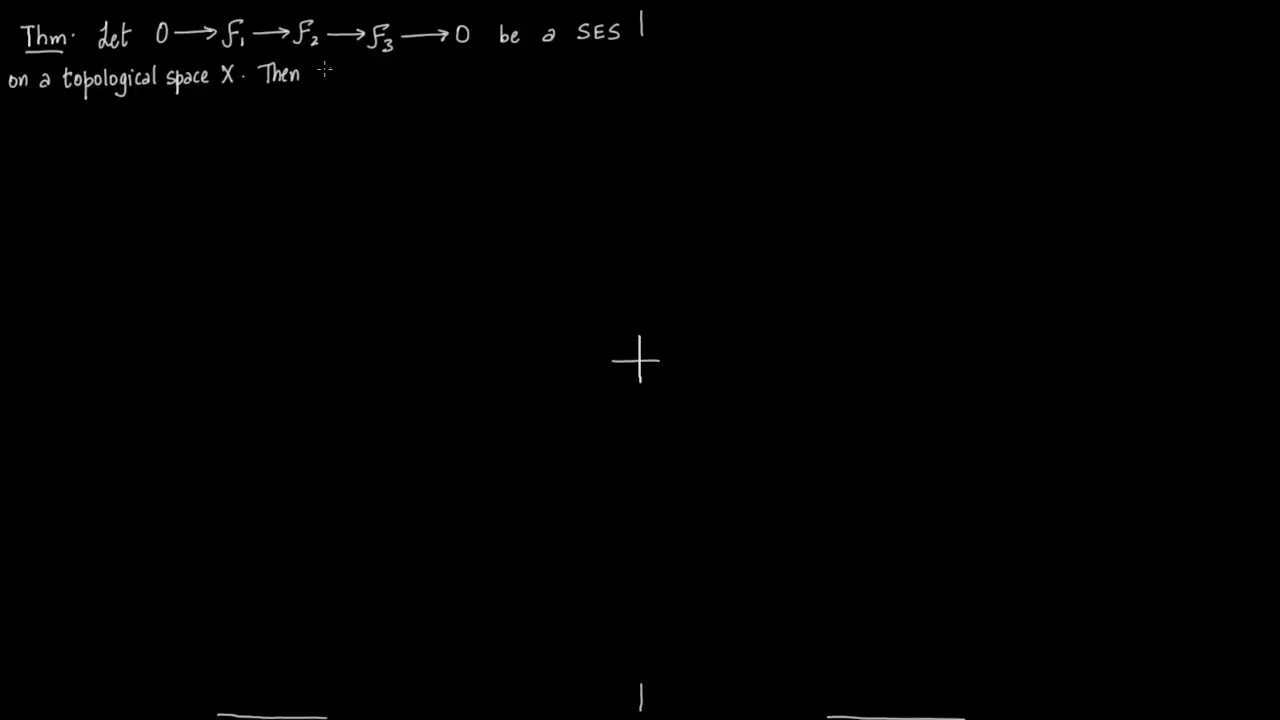 Thm. Let 0 ⟶ ℱ₁ ⟶ ℱ₂ ⟶ ℱ₃ ⟶ 0 be a SES
on a topological space X. Then